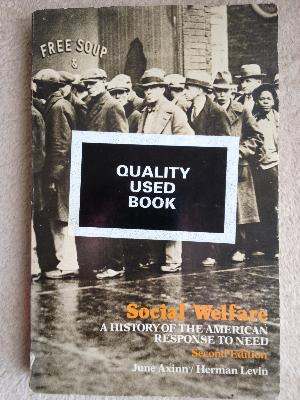 FREE SOUP
&
QUALITY
USED
BOOK
Social Welfare
A HISTORY OF THE AMERICAN
RESPONSE TO NEED
Second Edition
June Axinn/Herman Levin